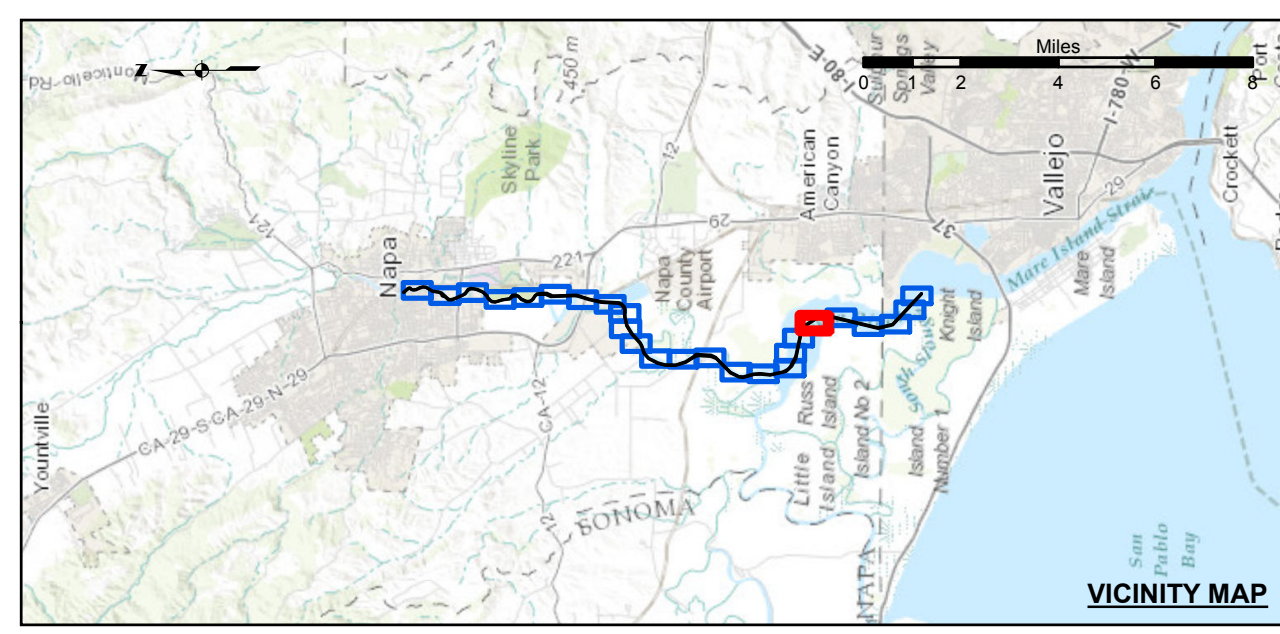 Miles
0 1 2 4 6 8
Z
Monticello Rd
450 m
I-80-E
Sulphur
Springs
Valley
I-780-W
Port
Skyline
Park
12
American
Canyon
Vallejo
Crockett
121
29
29
37
Napa
221
Napa
County
Airport
Mare Island Strait
Mare
Island
Knight
Island
South Slough
Yountville
CA-29-S-CA-29-N-29
CA-12
Russ
Island
Little
Island
Island No 2
Island
Number 1
12
SONOMA
NAPA
San
Pablo
Bay
VICINITY MAP